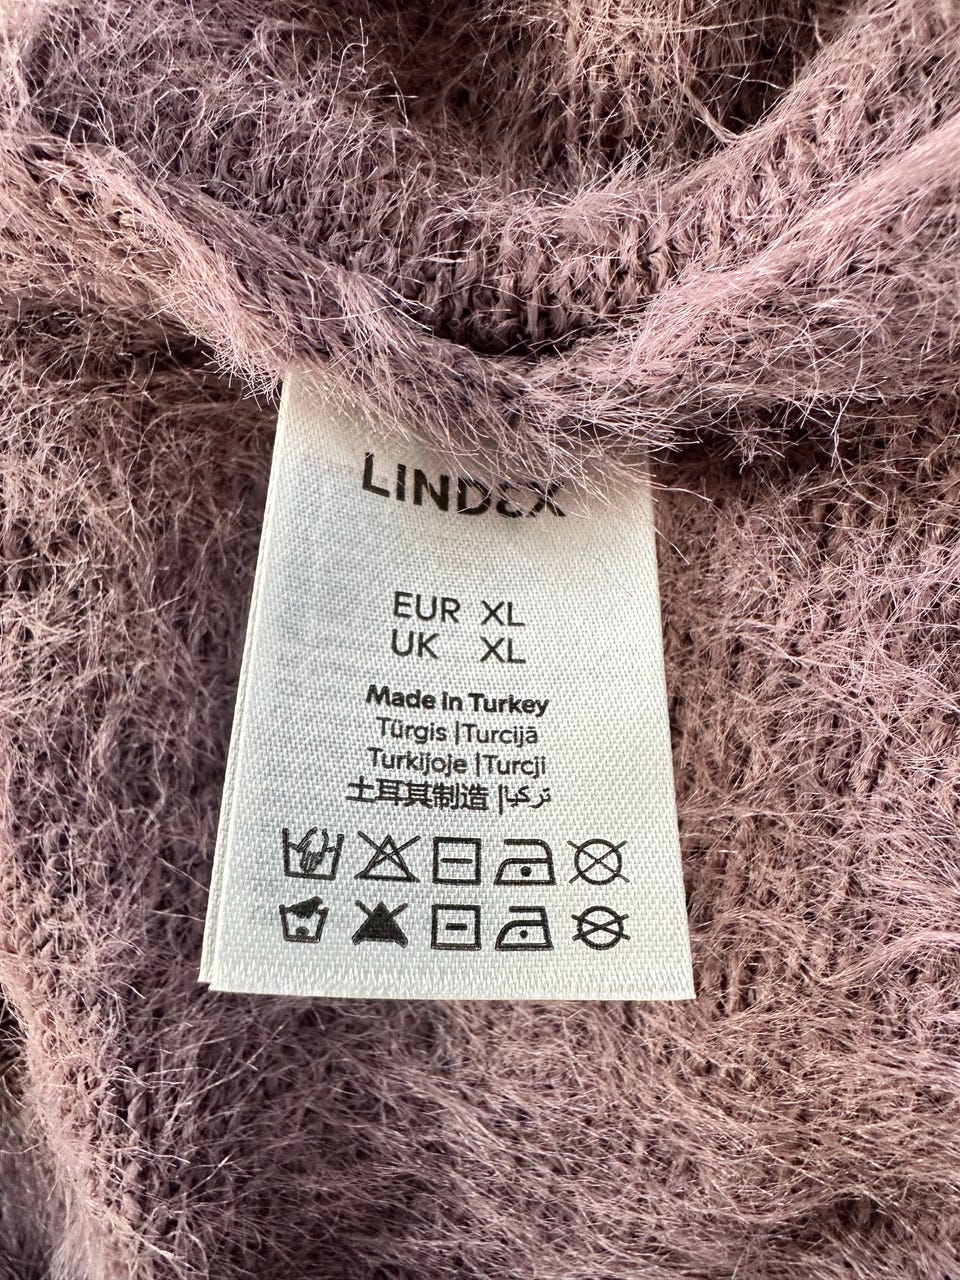 LINDEX
EUR XL
UK XL
Made in Turkey
Türgis |Turcijā
Turkijoje |Turcji
土耳其制造 |تركيا